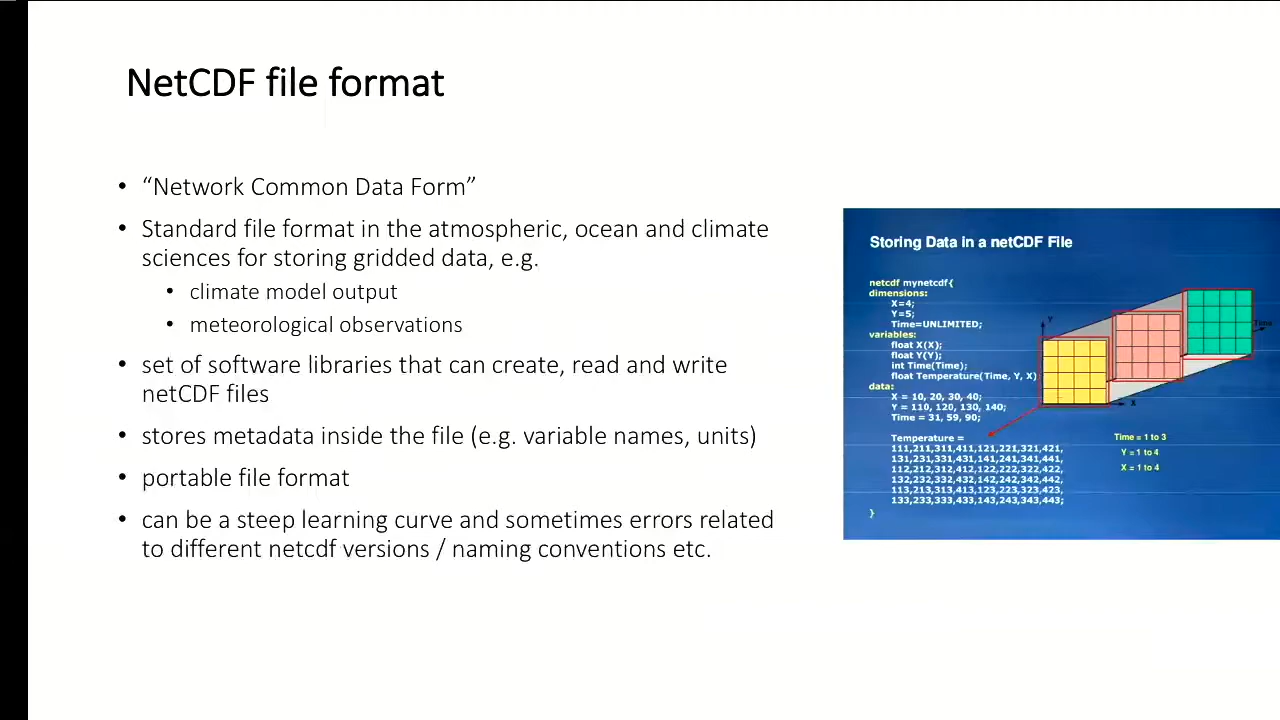 NetCDF file format
• “Network Common Data Form”
• Standard file format in the atmospheric, ocean and climate
sciences for storing gridded data, e.g.
• climate model output
• meteorological observations
• set of software libraries that can create, read and write
netCDF files
• stores metadata inside the file (e.g. variable names, units)
• portable file format
• can be a steep learning curve and sometimes errors related
to different netcdf versions / naming conventions etc.
Storing Data in a netCDF File
netcdf mynetcdf{
dimensions:
X=4;
Y=5;
Time=UNLIMITED;
variables:
float X(X);
float Y(Y);
int Time(Time);
float Temperature(Time, Y, X)
data:
X = 10, 20, 30, 40;
Y = 110, 120, 130, 140;
Time = 31, 59, 90;
Temperature =
111,211,311,411,121,221,321,421,
131,231,331,431,141,241,341,441,
112,212,312,412,122,222,322,422,
132,232,332,432,142,242,342,442,
113,213,313,413,123,223,323,423,
133,233,333,433,143,243,343,443;
}
Y
X
Time
Time = 1 to 3
Y = 1 to 4
X = 1 to 4